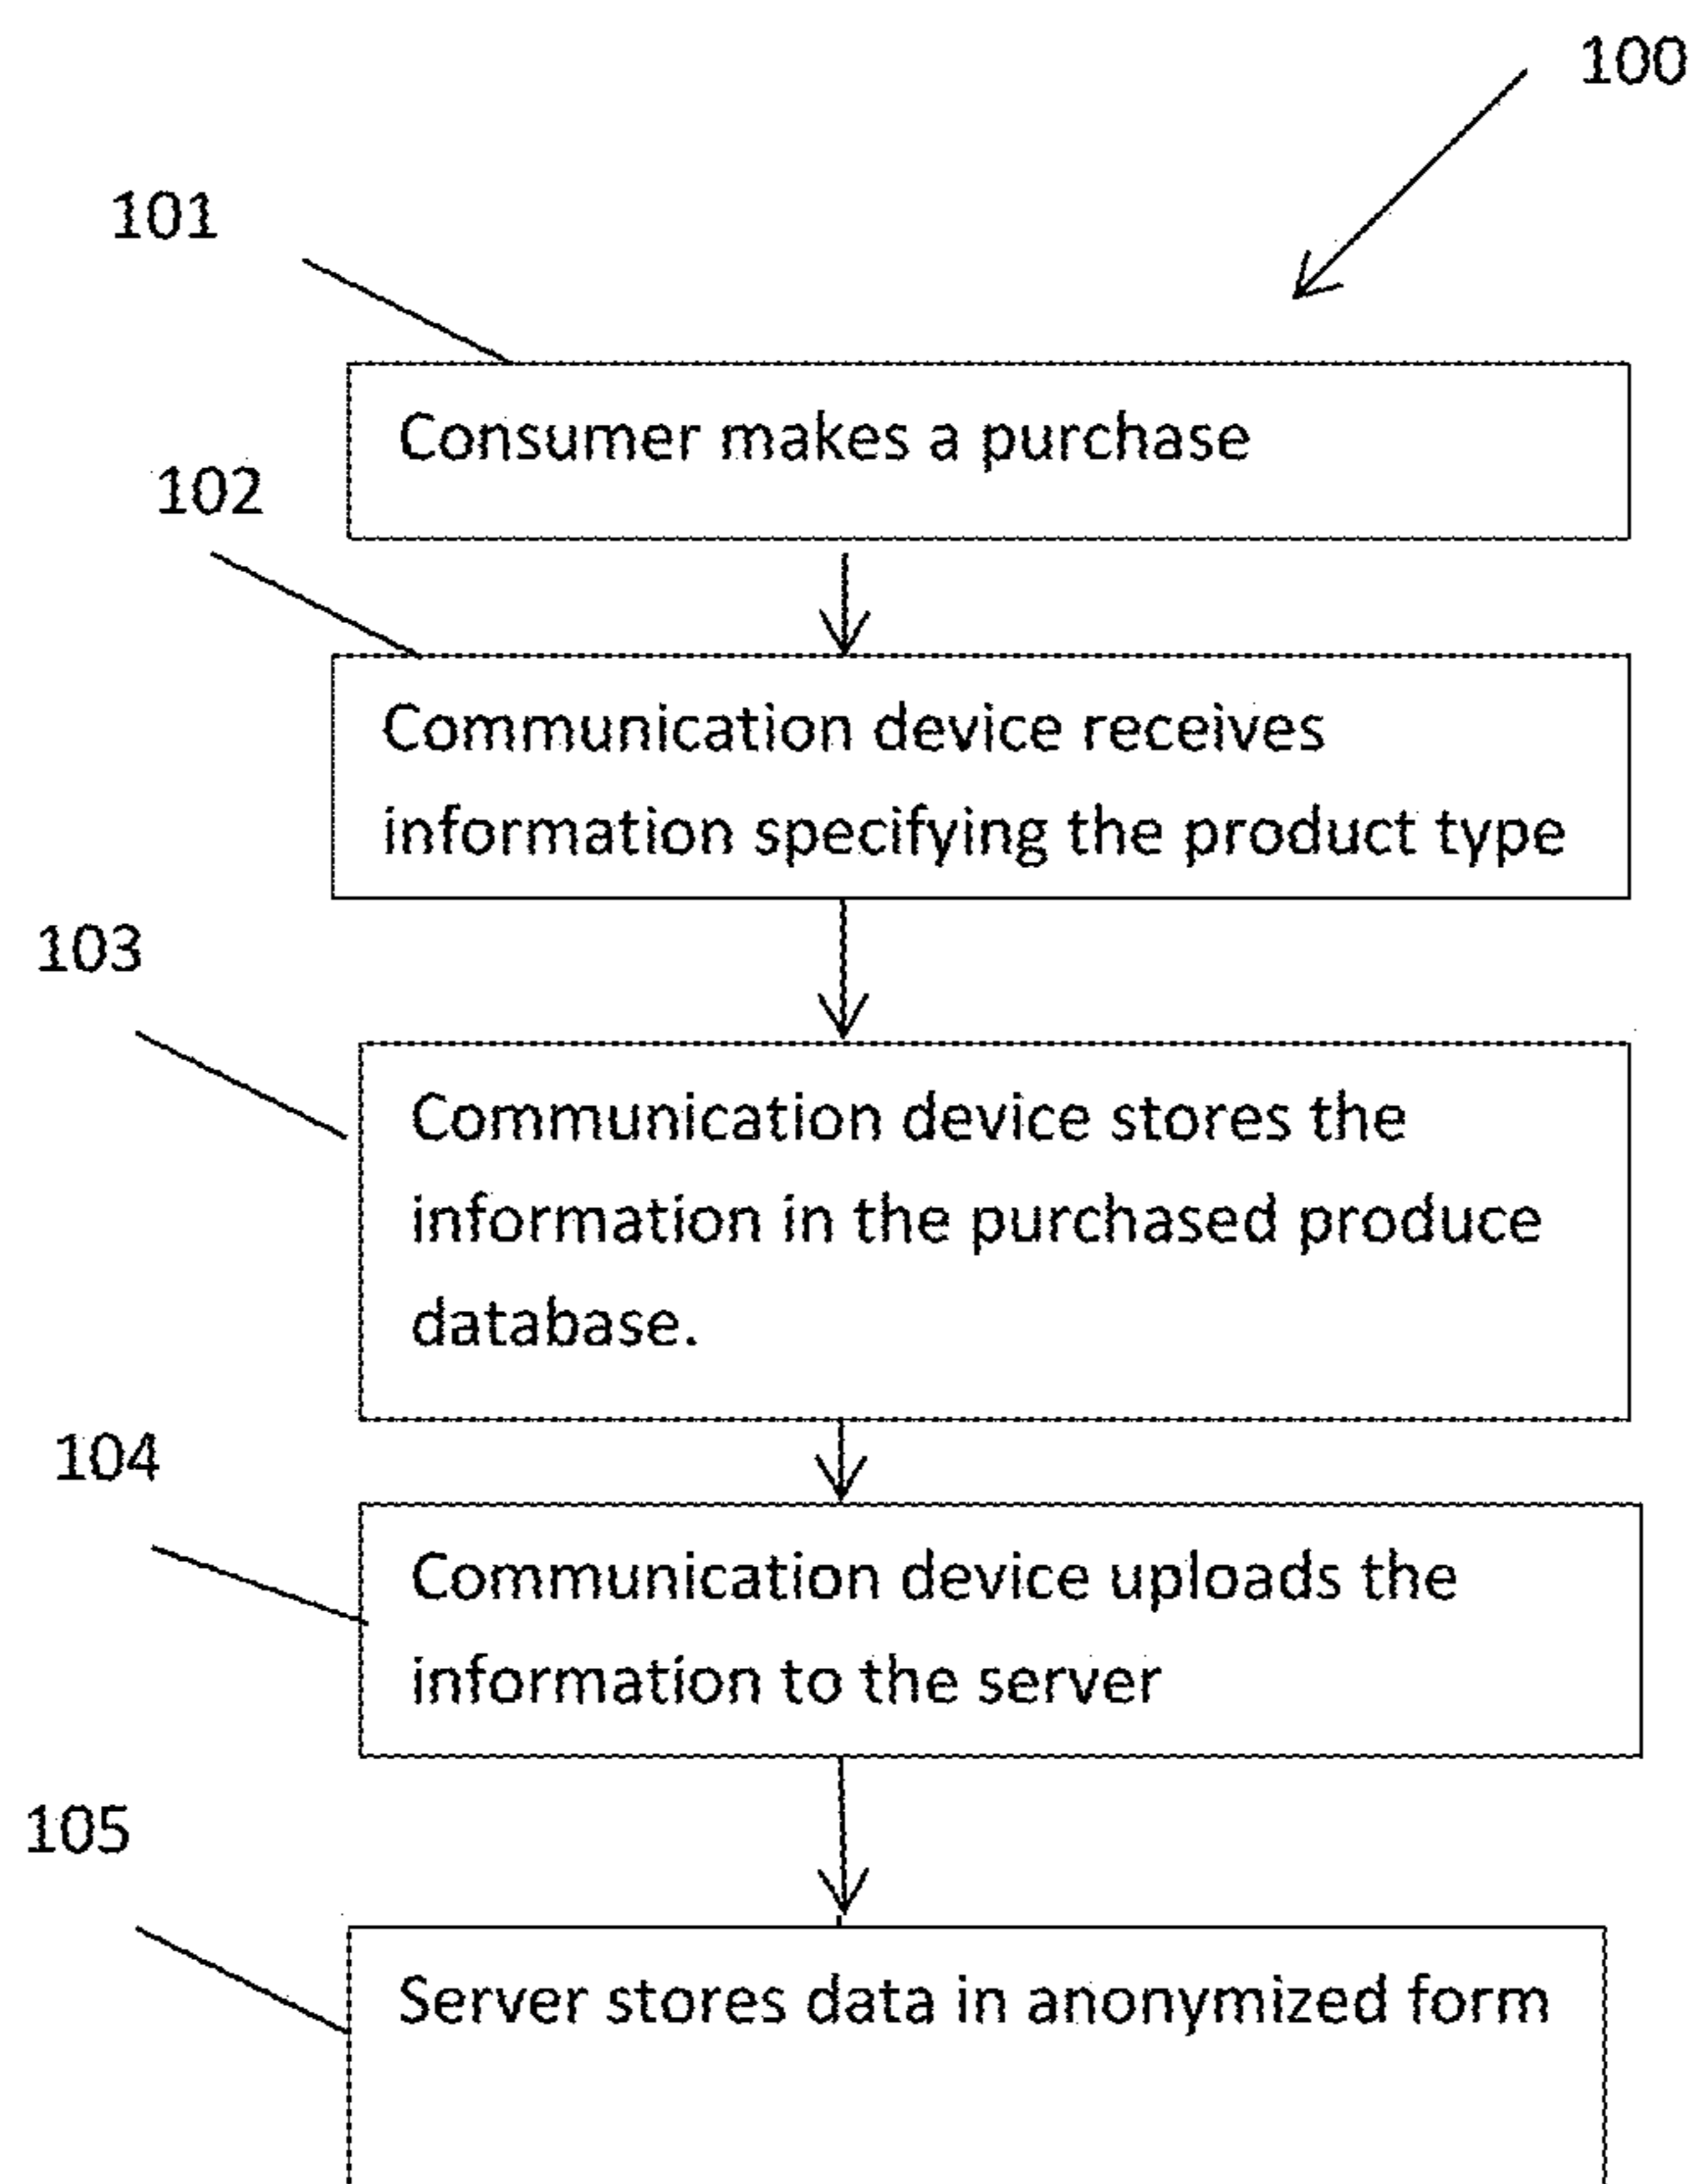 100
101
Consumer makes a purchase
102
Communication device receives
information specifying the product type
103
Communication device stores the
information in the purchased produce
database.
104
Communication device uploads the
information to the server
105
Server stores data in anonymized form